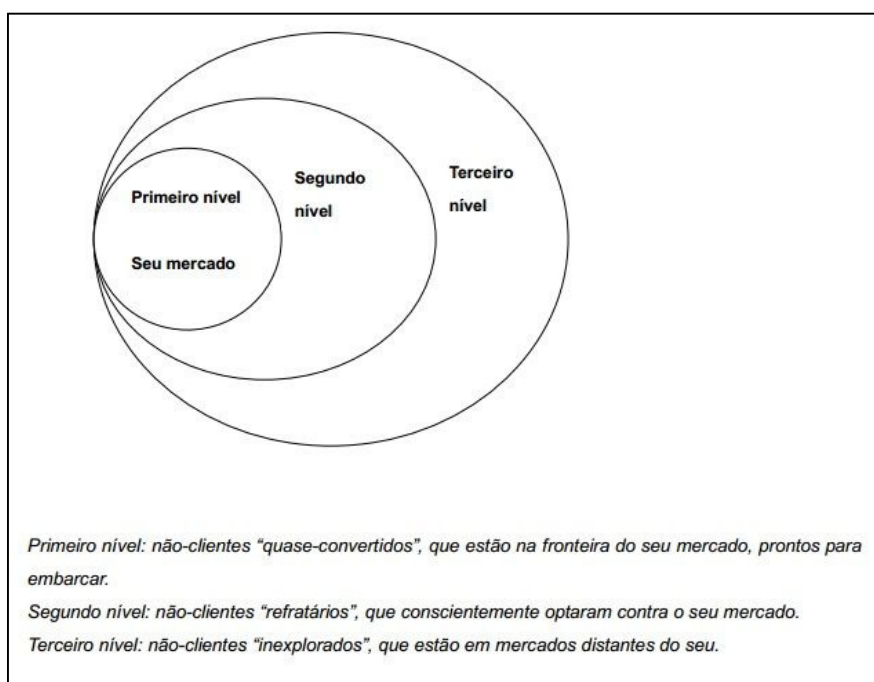 Primeiro nível
Seu mercado
Segundo
nível
Terceiro
nível
Primeiro nível: não-clientes “quase-convertidos”, que estão na fronteira do seu mercado, prontos para
embarcar.
Segundo nível: não-clientes “refratários”, que conscientemente optaram contra o seu mercado.
Terceiro nível: não-clientes “inexplorados”, que estão em mercados distantes do seu.